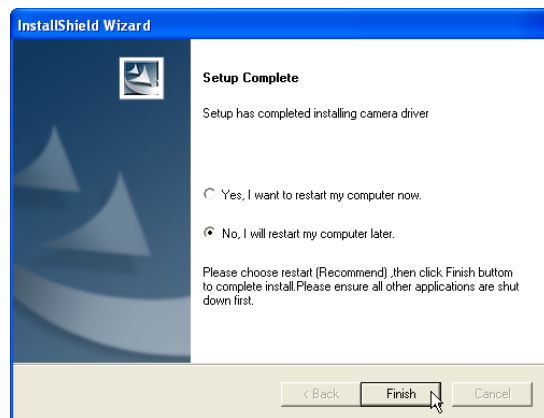 InstallShield Wizard
Setup Complete
Setup has completed installing camera driver
Yes, I want to restart my computer now.
No, I will restart my computer later.
Please choose restart (Recommend) ,then click Finish buttom
to complete install.Please ensure all other applications are shut
down first.
< Back Finish Cancel